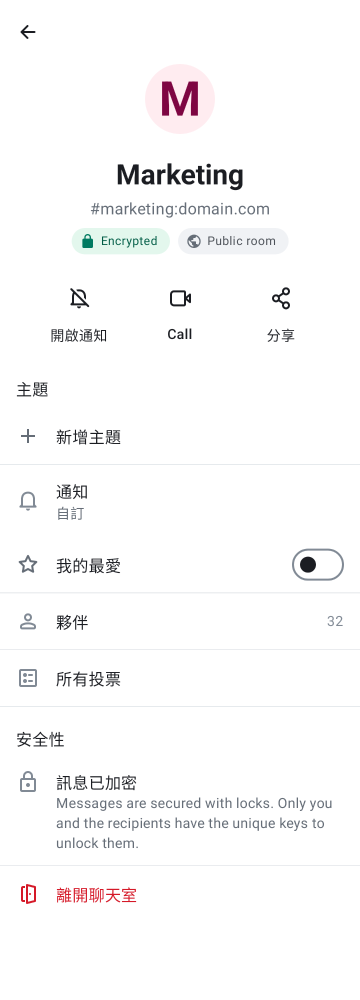 M
Marketing
#marketing:domain.com
Encrypted
Public room
開啟通知
Call
分享
主題
新增主題
通知
自訂
我的最愛
夥伴
32
所有投票
安全性
訊息已加密
Messages are secured with locks. Only you
and the recipients have the unique keys to
unlock them.
離開聊天室